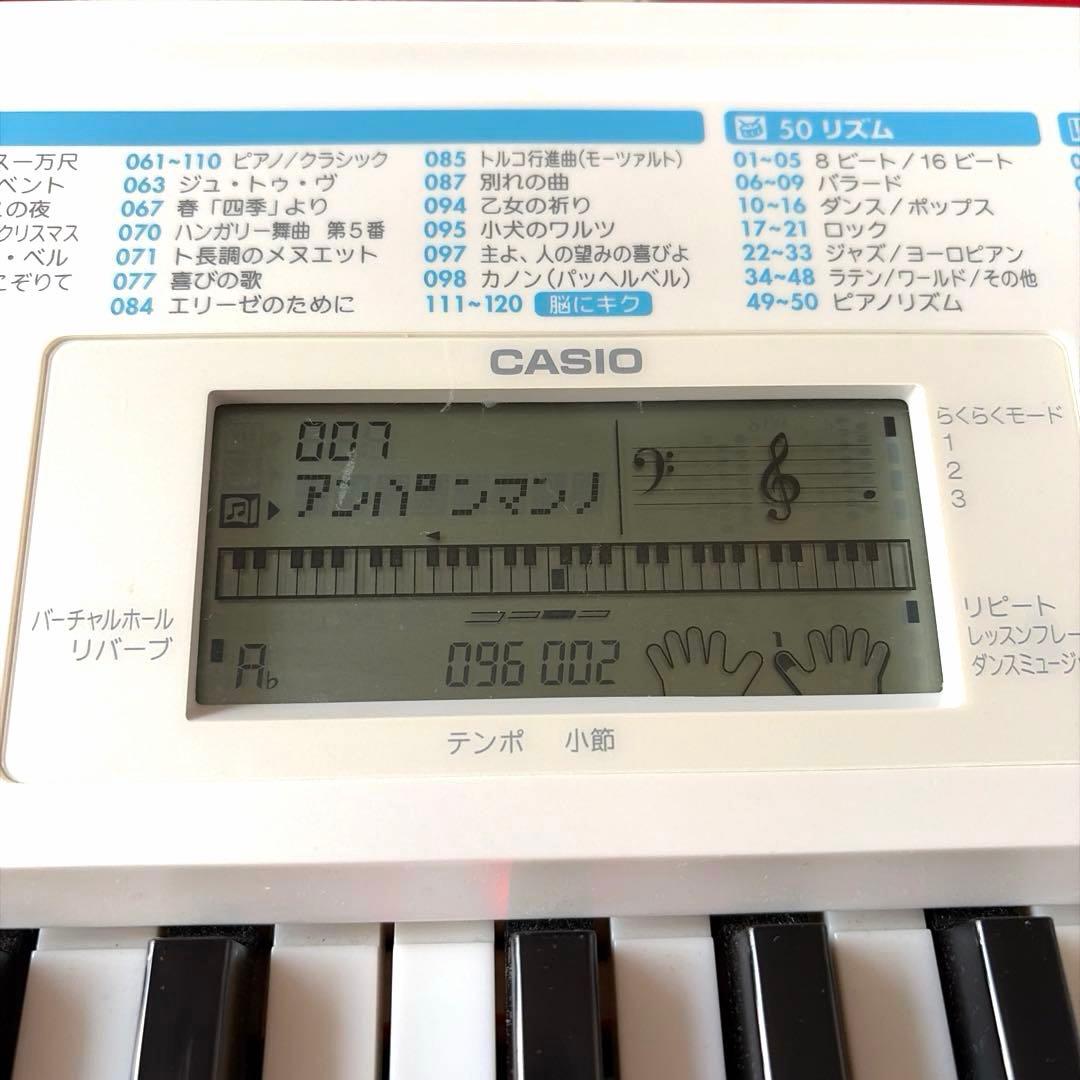 ス一万尺
ベント
の夜
クリスマス
・ベル
こぞりて
061~110 ピアノ/クラシック
063 ジュ・トゥ・ヴ
067 春「四季」より
070 ハンガリー舞曲 第5番
071 ト長調のメヌエット
077 喜びの歌
084 エリーゼのために
085 トルコ行進曲(モーツァルト)
087 別れの曲
094 乙女の祈り
095 小犬のワルツ
097 主よ、人の望みの喜びよ
098 カノン(パッヘルベル)
111~120 脳にキク
50 リズム
01~05 8 ビート/16 ビート
06~09 バラード
10~16 ダンス/ポップス
17~21 ロック
22~33 ジャズ/ヨーロピアン
34~48 ラテン/ワールド/その他
49~50 ピアノリズム
CASIO
007
アンパンマンノ
らくらくモード
1
2
3
バーチャルホール
リバーブ
リピート
レッスンフレー
ダンスミュージ
A♭
096 002
1
テンポ 小節